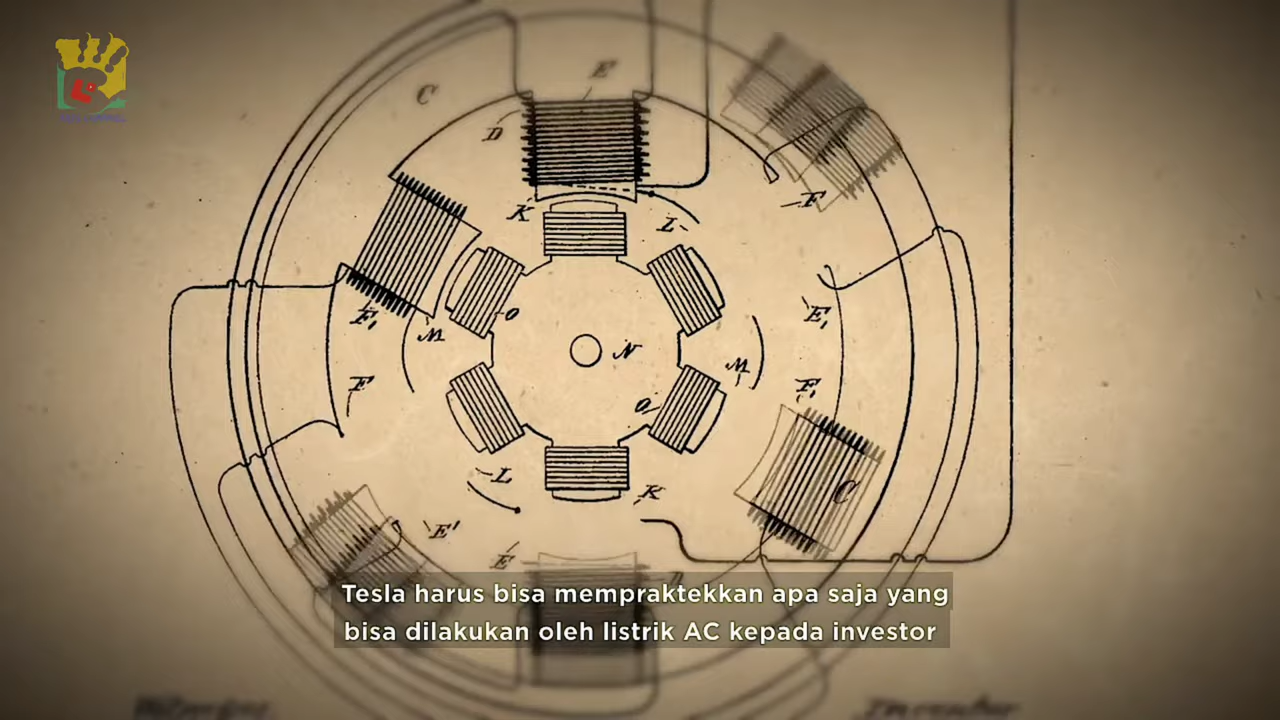 E
C
D
F
K
L
O
F,
M
E,
N
M
F
F,
O
L
K
C
E'
E
Tesla harus bisa mempraktekkan apa saja yang
bisa dilakukan oleh listrik AC kepada investor